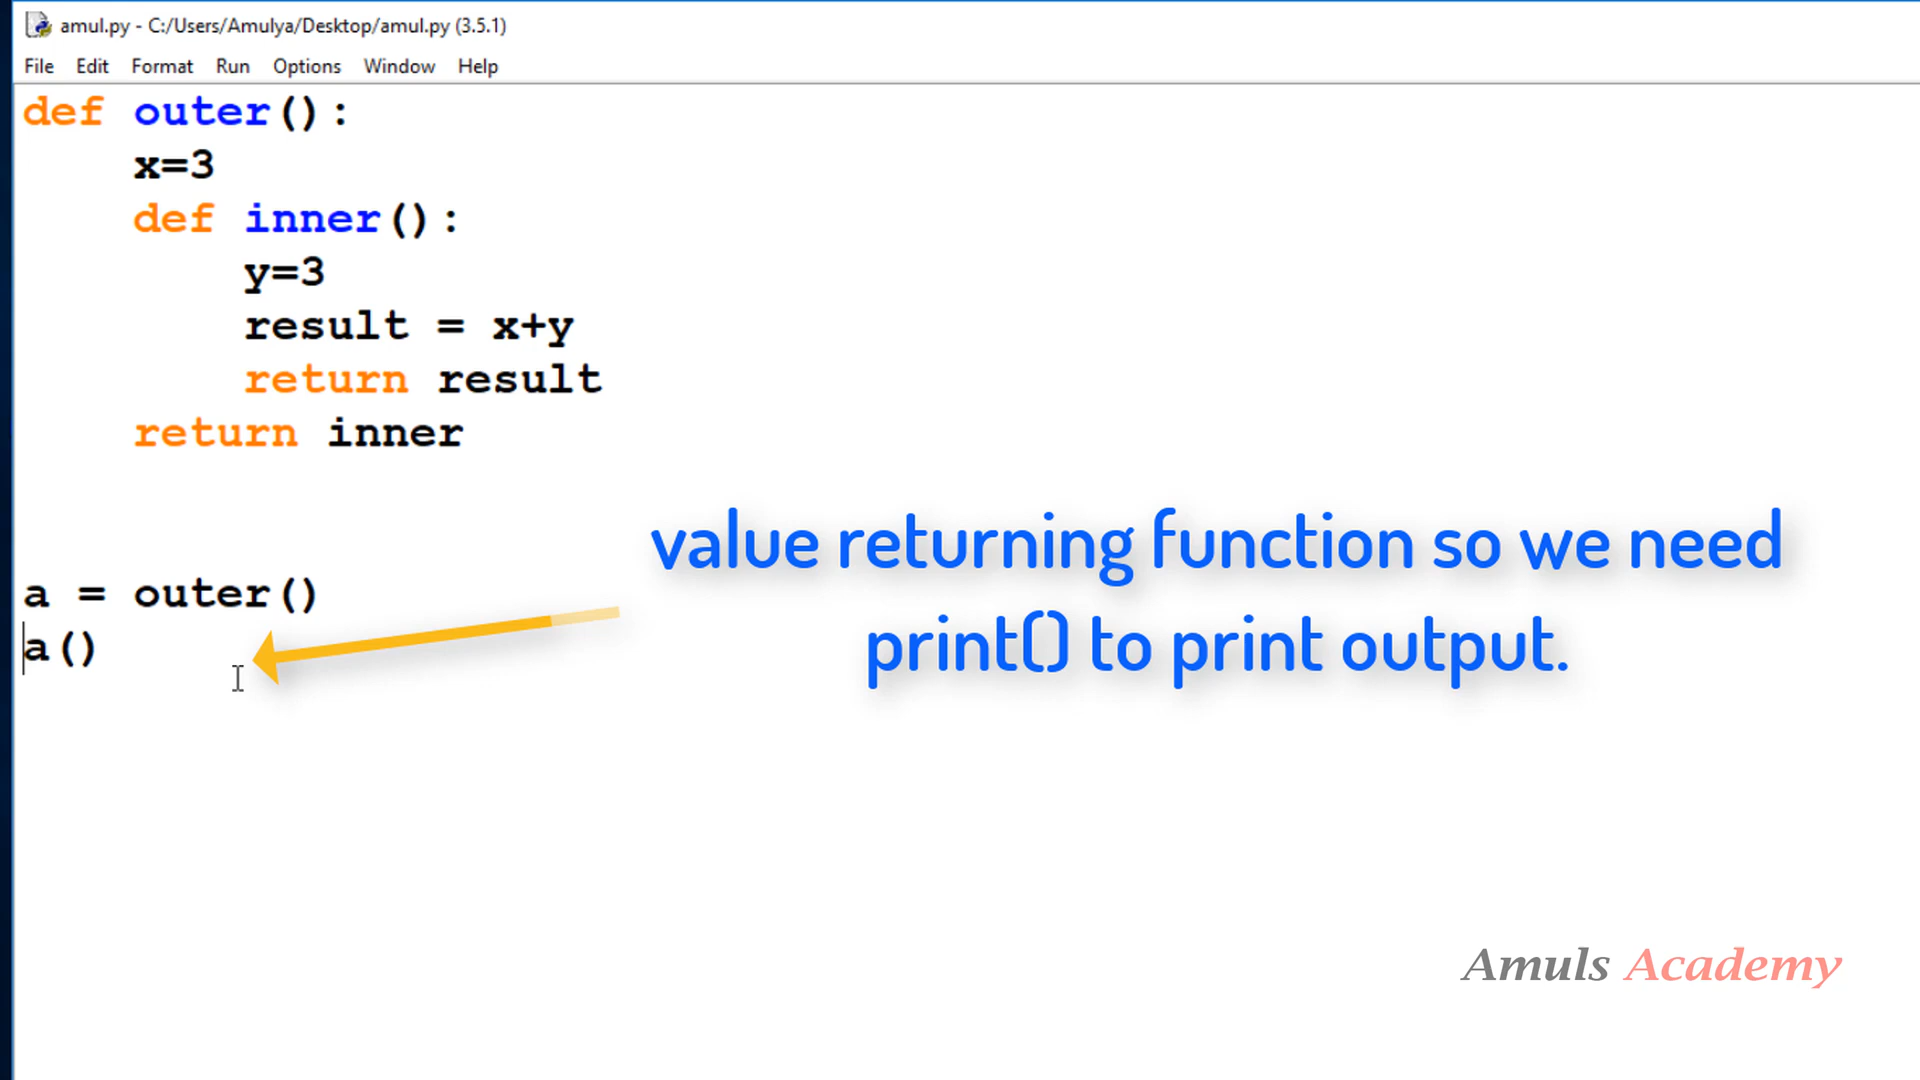 amul.py - C:/Users/Amulya/Desktop/amul.py (3.5.1)
File Edit Format Run Options Window Help
def outer():
    x=3
    def inner():
        y=3
        result = x+y
        return result
    return inner
value returning function so we need
print() to print output.
a = outer()
a()
Amuls Academy